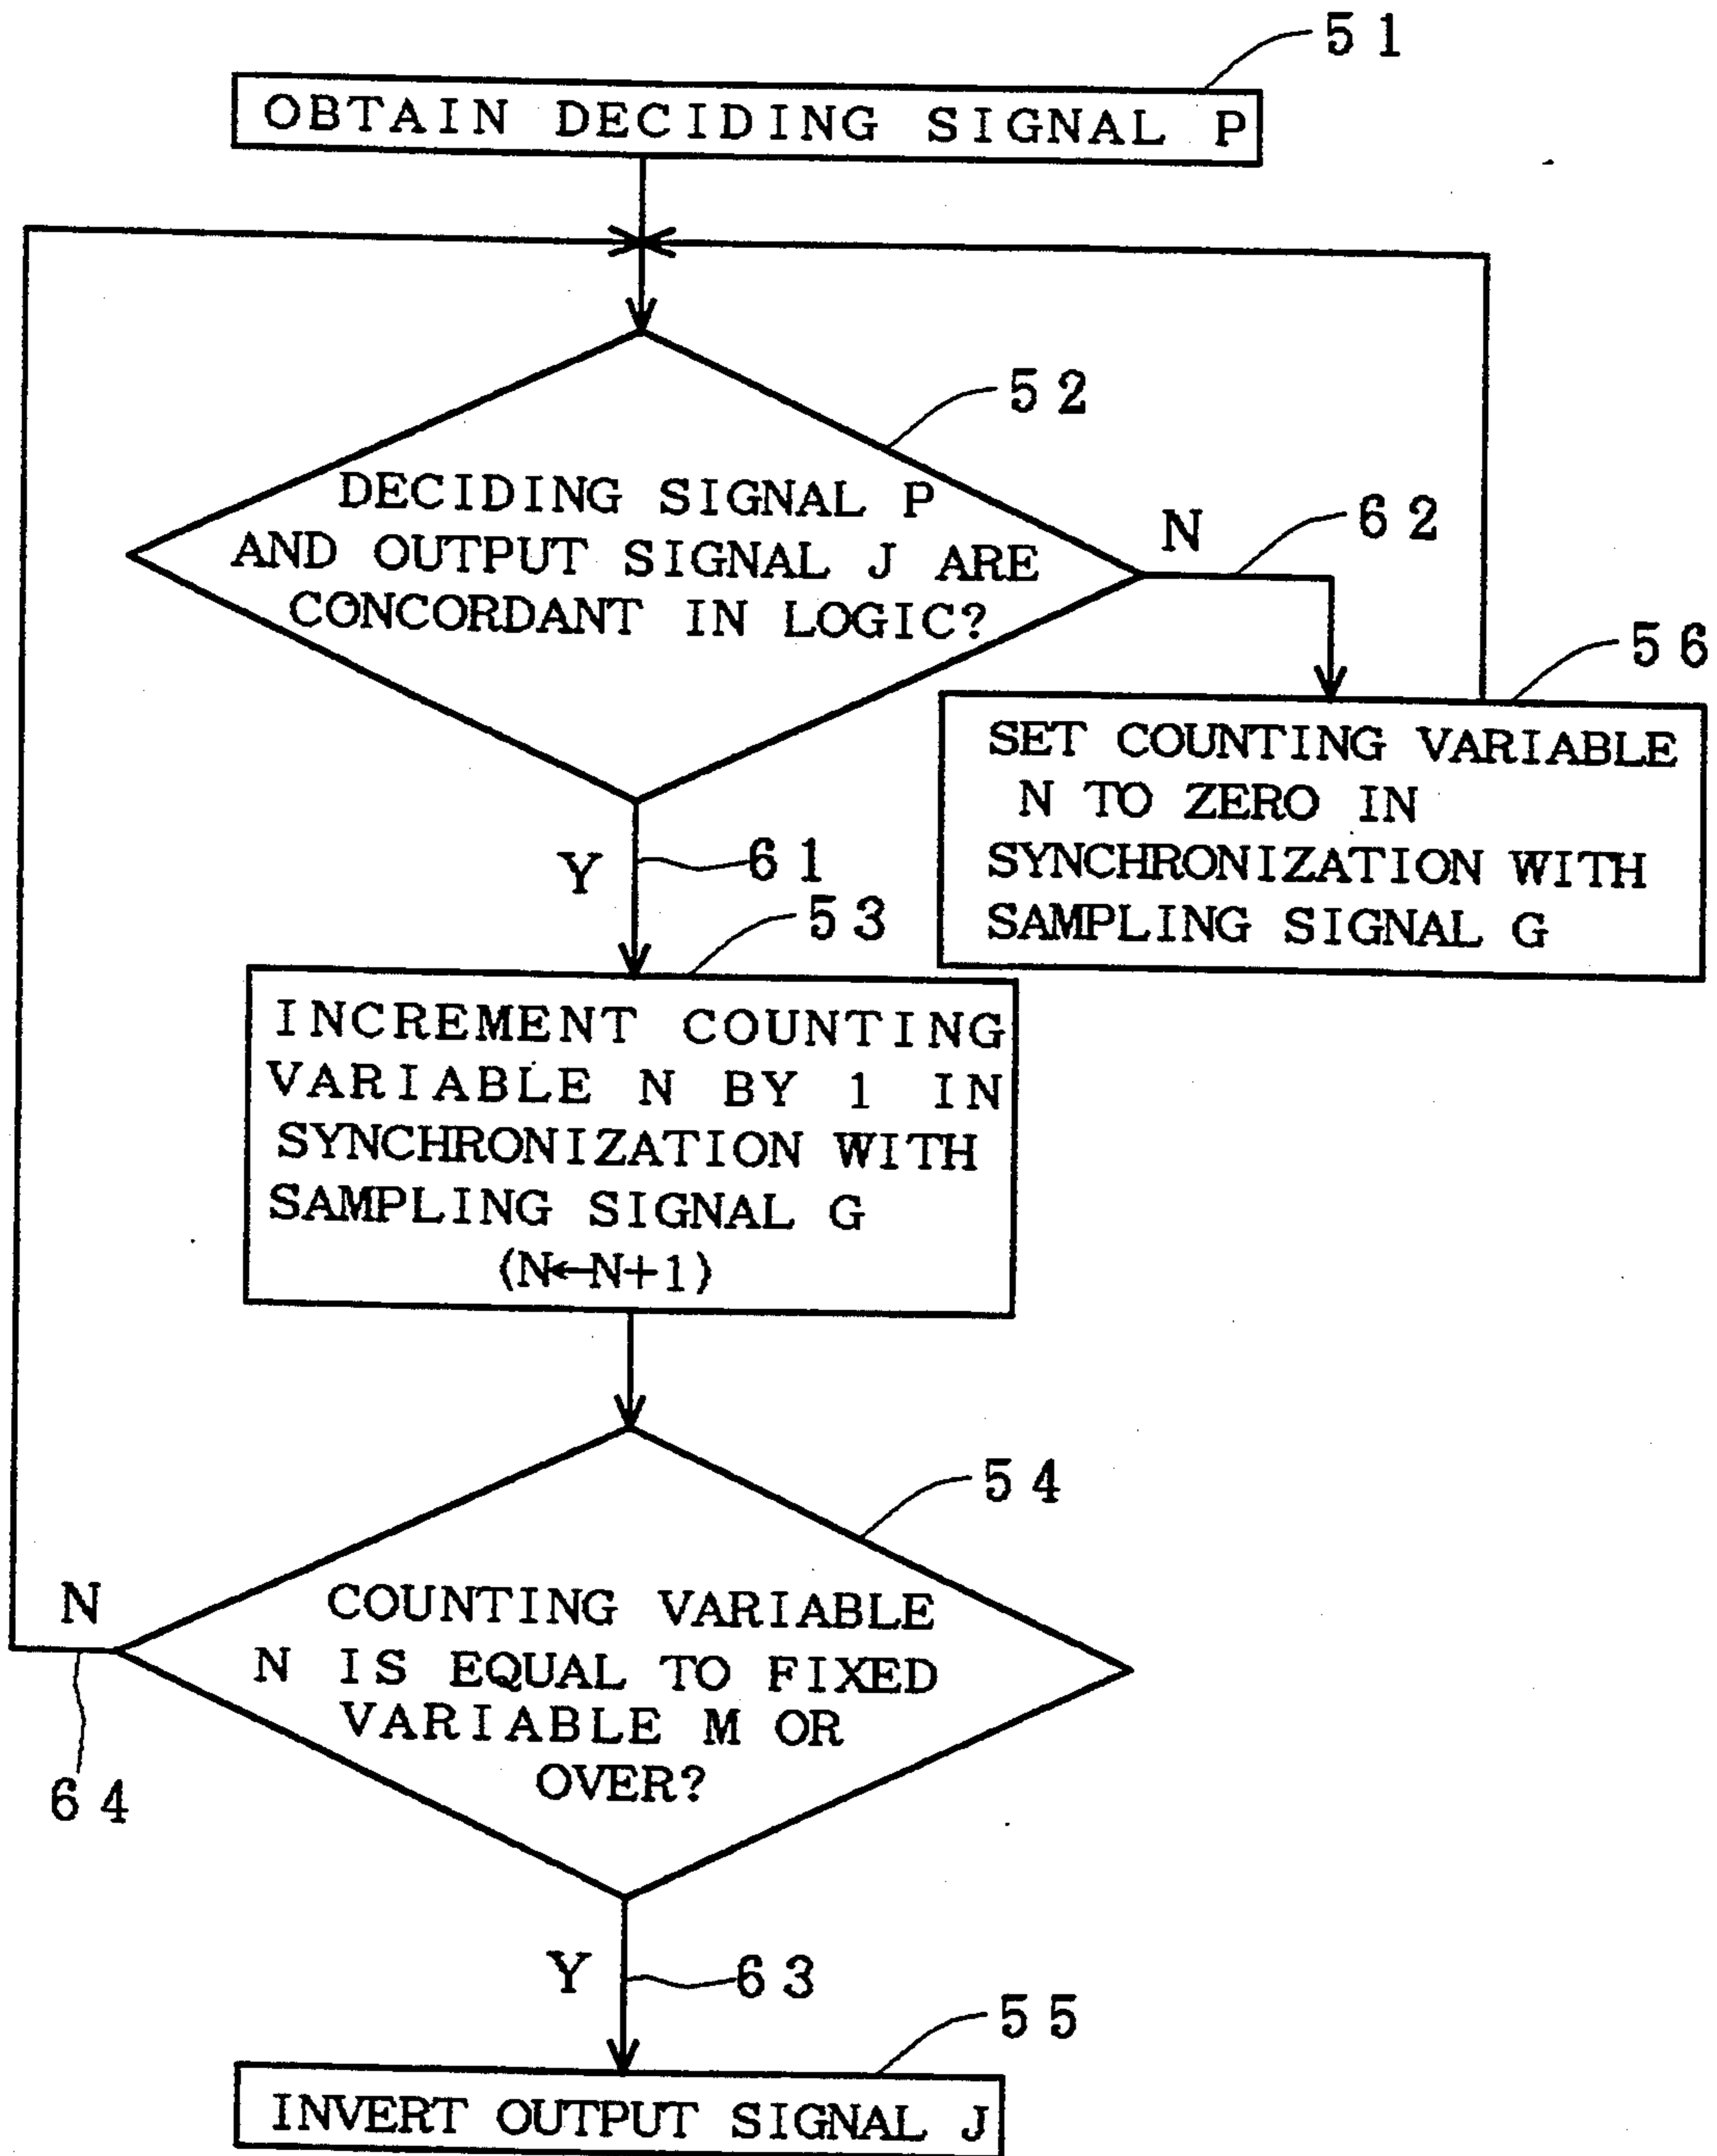 51
OBTAIN DECIDING SIGNAL P
52
DECIDING SIGNAL P
AND OUTPUT SIGNAL J ARE
CONCORDANT IN LOGIC?
N
62
56
SET COUNTING VARIABLE
N TO ZERO IN
SYNCHRONIZATION WITH
SAMPLING SIGNAL G
Y
61
53
INCREMENT COUNTING
VARIABLE N BY 1 IN
SYNCHRONIZATION WITH
SAMPLING SIGNAL G
(N←N+1)
54
COUNTING VARIABLE
N IS EQUAL TO FIXED
VARIABLE M OR
OVER?
N
64
Y
63
55
INVERT OUTPUT SIGNAL J